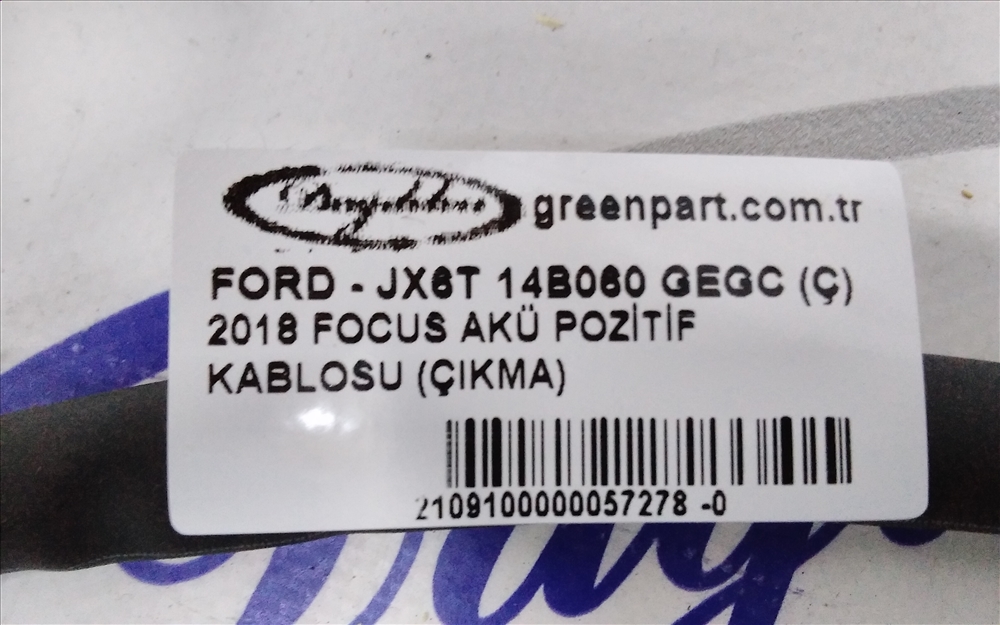 greenpart.com.tr
FORD - JX6T 14B060 GEGC (Ç)
2018 FOCUS AKÜ POZİTİF
KABLOSU (ÇIKMA)
2109100000057278 -0